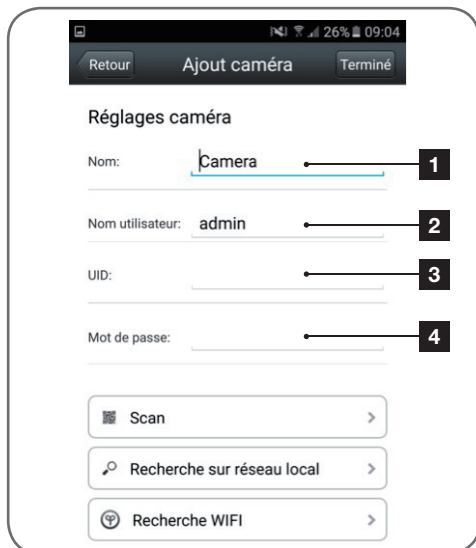 26% 09:04
Retour Ajout caméra Terminé
Réglages caméra
Nom: Camera 1
Nom utilisateur: admin 2
UID: 3
Mot de passe: 4
Scan
Recherche sur réseau local
Recherche WIFI